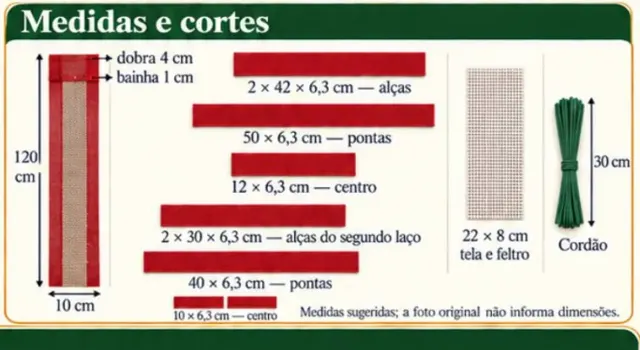 Medidas e cortes
dobra 4 cm
bainha 1 cm
120
cm
10 cm
2 × 42 × 6,3 cm — alças
50 × 6,3 cm — pontas
12 × 6,3 cm — centro
2 × 30 × 6,3 cm — alças do segundo laço
40 × 6,3 cm — pontas
10 × 6,3 cm — centro
22 × 8 cm
tela e feltro
30 cm
Cordão
Medidas sugeridas; a foto original não informa dimensões.